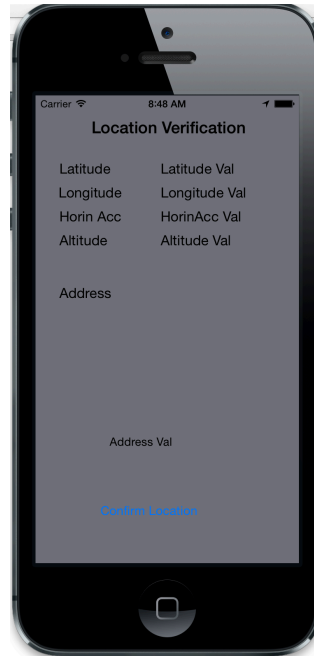 Carrier 8:48 AM
Location Verification
Latitude Latitude Val
Longitude Longitude Val
Horin Acc HorinAcc Val
Altitude Altitude Val
Address
Address Val
Confirm Location